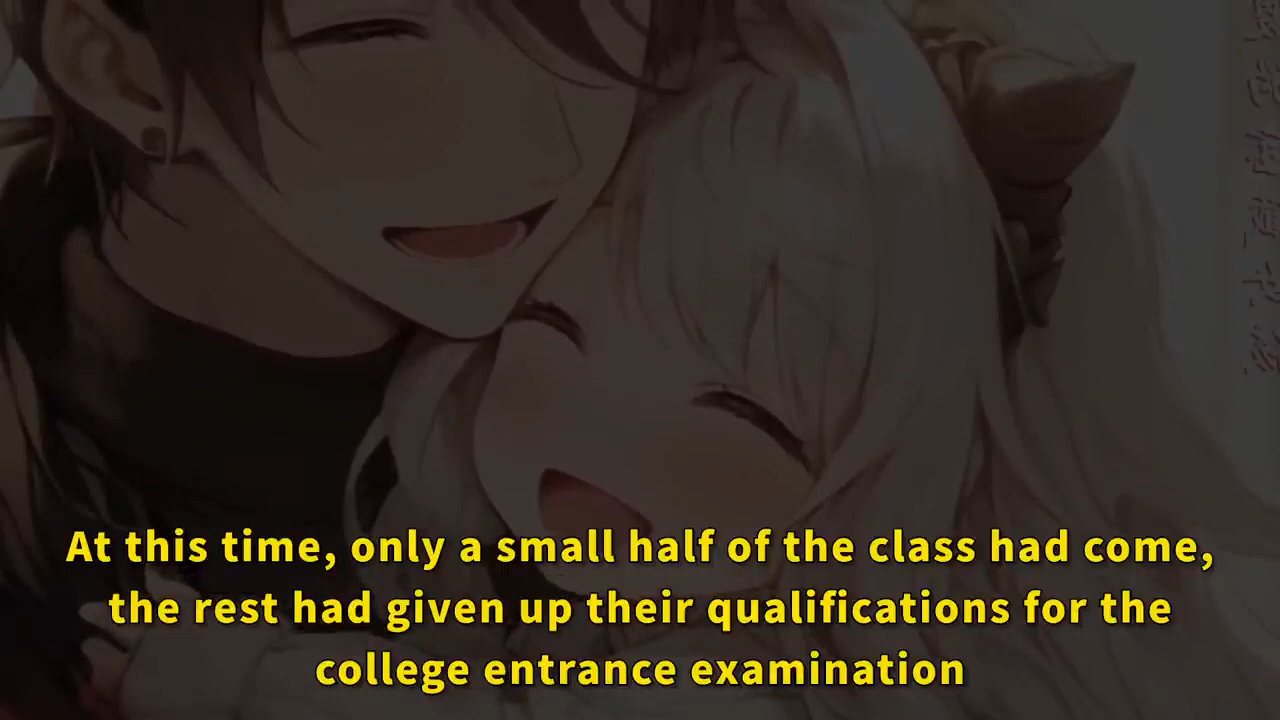 At this time, only a small half of the class had come,
the rest had given up their qualifications for the
college entrance examination